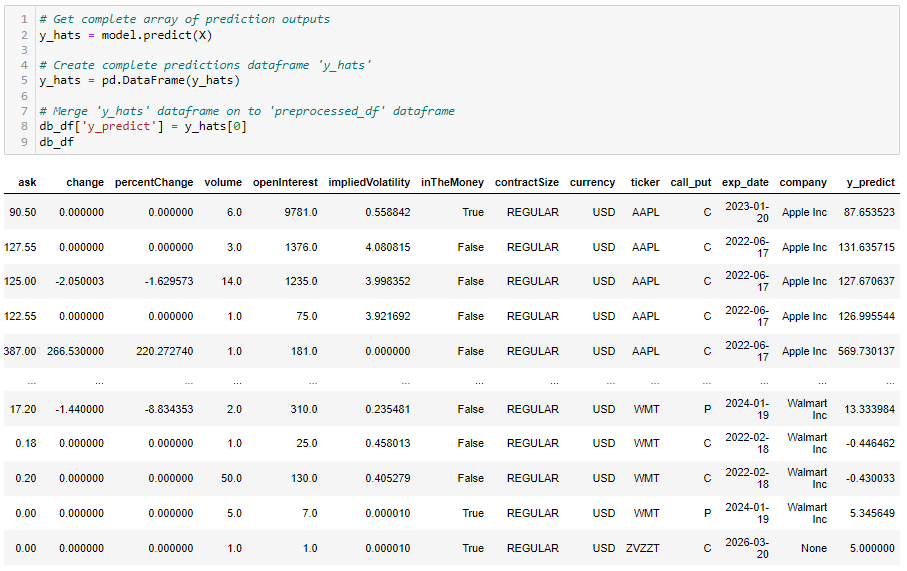 1 # Get complete array of prediction outputs
2 y_hats = model.predict(X)
3
4 # Create complete predictions dataframe 'y_hats'
5 y_hats = pd.DataFrame(y_hats)
6
7 # Merge 'y_hats' dataframe on to 'preprocessed_df' dataframe
8 db_df['y_predict'] = y_hats[0]
9 db_df
ask change percentChange volume openInterest impliedVolatility inTheMoney contractSize currency ticker call_put exp_date company y_predict
90.50 0.000000 0.000000 6.0 9781.0 0.558842 True REGULAR USD AAPL C 2023-01-20 Apple Inc 87.653523
127.55 0.000000 0.000000 3.0 1376.0 4.080815 False REGULAR USD AAPL C 2022-06-17 Apple Inc 131.635715
125.00 -2.050003 -1.629573 14.0 1235.0 3.998352 False REGULAR USD AAPL C 2022-06-17 Apple Inc 127.670637
122.55 0.000000 0.000000 1.0 75.0 3.921692 False REGULAR USD AAPL C 2022-06-17 Apple Inc 126.995544
387.00 266.530000 220.272740 1.0 181.0 0.000000 False REGULAR USD AAPL C 2022-06-17 Apple Inc 569.730137
... ... ... ... ... ... ... ... ... ... ... ... ... ...
17.20 -1.440000 -8.834353 2.0 310.0 0.235481 False REGULAR USD WMT P 2024-01-19 Walmart Inc 13.333984
0.18 0.000000 0.000000 1.0 25.0 0.458013 False REGULAR USD WMT C 2022-02-18 Walmart Inc -0.446462
0.20 0.000000 0.000000 50.0 130.0 0.405279 False REGULAR USD WMT C 2022-02-18 Walmart Inc -0.430033
0.00 0.000000 0.000000 5.0 7.0 0.000010 True REGULAR USD WMT P 2024-01-19 Walmart Inc 5.345649
0.00 0.000000 0.000000 1.0 1.0 0.000010 True REGULAR USD ZVZZT C 2026-03-20 None 5.000000